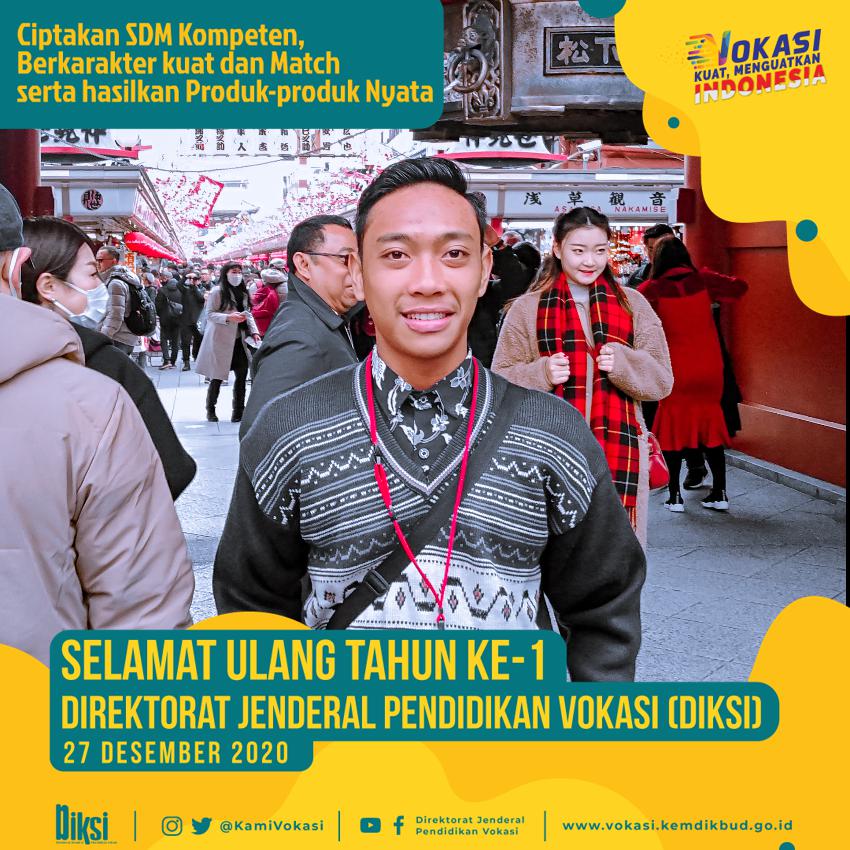 Ciptakan SDM Kompeten,
Berkarakter kuat dan Match
serta hasilkan Produk-produk Nyata
VOKASI
KUAT, MENGUATKAN
INDONESIA
松下
浅草観音
ASAKUSA NAKAMISE
SELAMAT ULANG TAHUN KE-1
DIREKTORAT JENDERAL PENDIDIKAN VOKASI (DIKSI)
27 DESEMBER 2020
Diksi
@KamiVokasi
Direktorat Jenderal
Pendidikan Vokasi
www.vokasi.kemdikbud.go.id